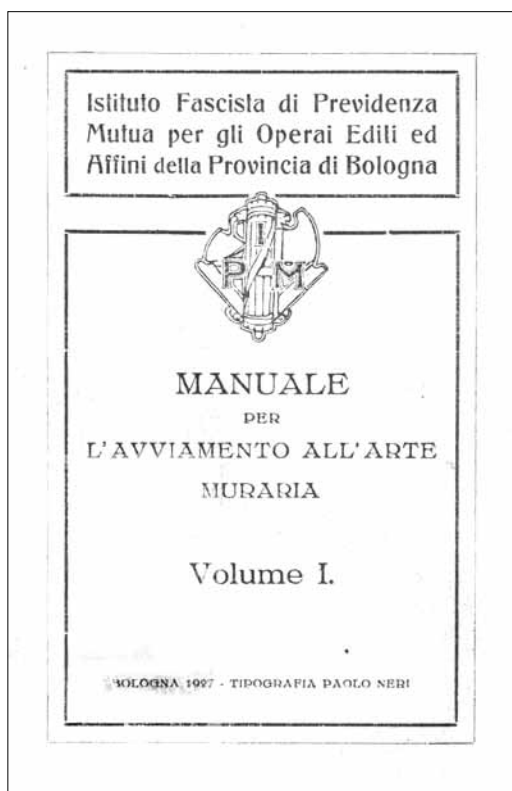 Istituto Fascista di Previdenza
Mutua per gli Operai Edili ed
Affini della Provincia di Bologna
I
P M
MANUALE
PER
L'AVVIAMENTO ALL'ARTE
MURARIA
Volume I.
BOLOGNA 1927 - TIPOGRAFIA PAOLO NERI